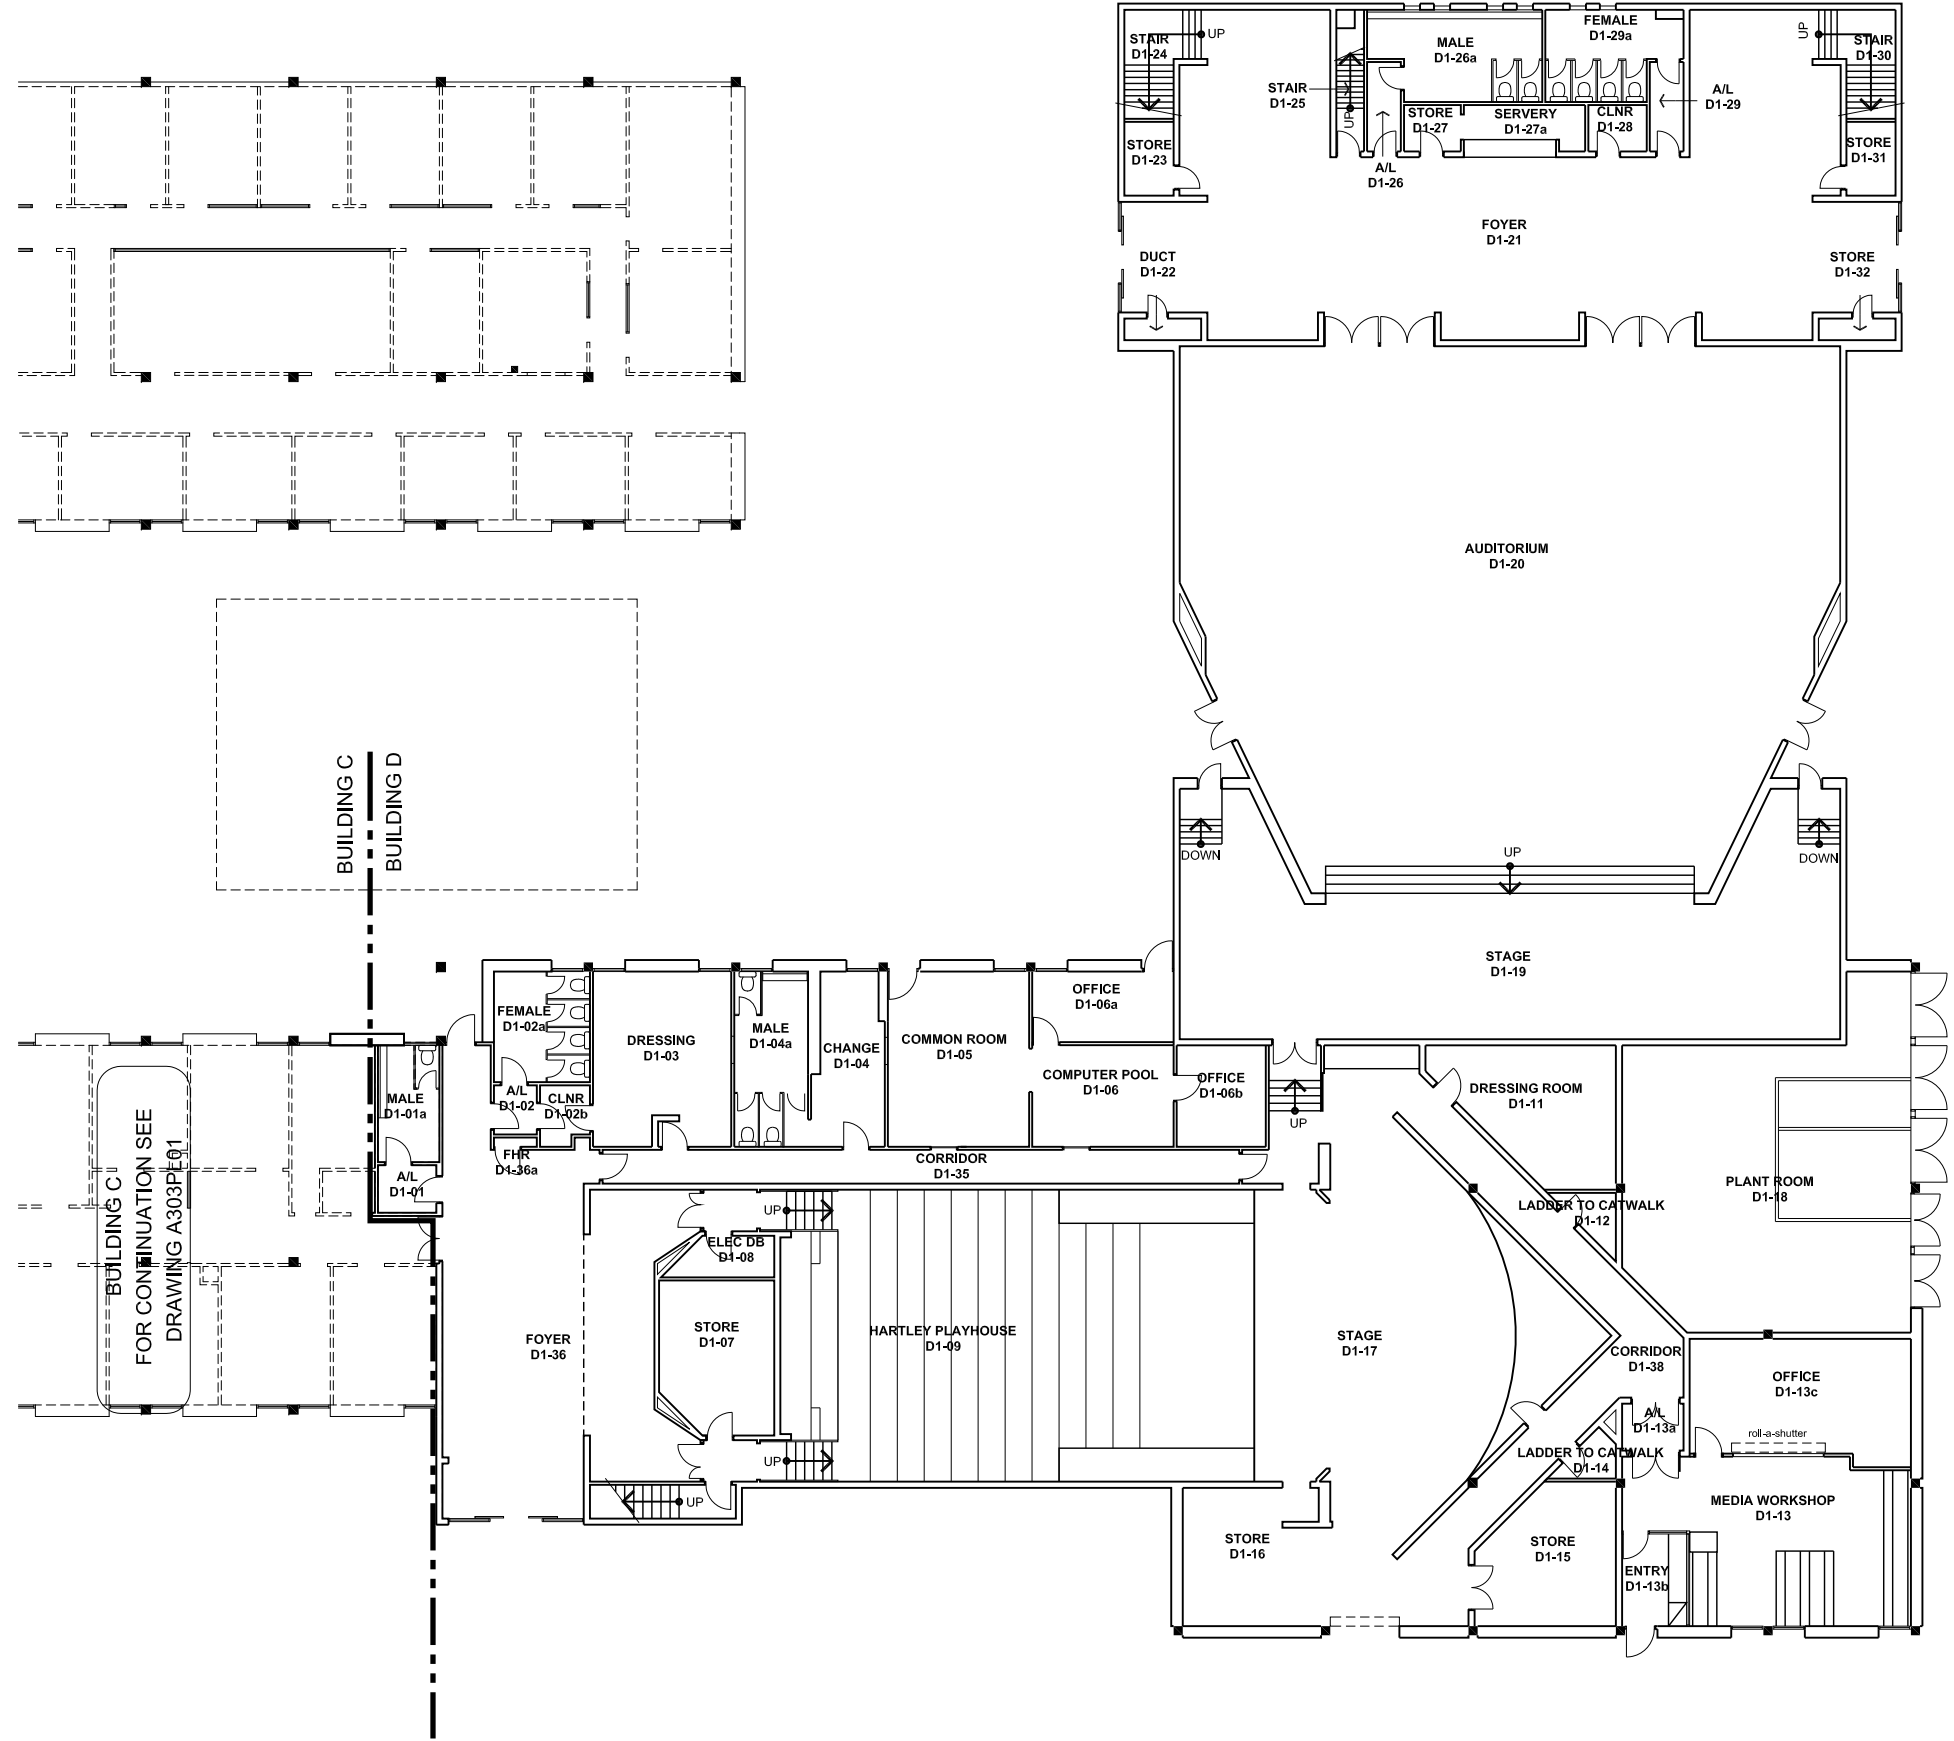 STAIR
D1-24
UP
STAIR
D1-25
UP
MALE
D1-26a
FEMALE
D1-29a
UP
STAIR
D1-30
A/L
D1-29
STORE
D1-27
SERVERY
D1-27a
CLNR
D1-28
STORE
D1-23
A/L
D1-26
STORE
D1-31
FOYER
D1-21
DUCT
D1-22
STORE
D1-32
AUDITORIUM
D1-20
BUILDING C
BUILDING D
DOWN
UP
DOWN
STAGE
D1-19
FEMALE
D1-02a
DRESSING
D1-03
MALE
D1-04a
CHANGE
D1-04
COMMON ROOM
D1-05
OFFICE
D1-06a
COMPUTER POOL
D1-06
OFFICE
D1-06b
UP
DRESSING ROOM
D1-11
MALE
D1-01a
A/L
D1-02
CLNR
D1-02b
FHR
D1-36a
A/L
D1-01
CORRIDOR
D1-35
PLANT ROOM
D1-18
LADDER TO CATWALK
D1-12
BUILDING C
FOR CONTINUATION SEE
DRAWING A303PL01
UP
ELEC DB
D1-08
STORE
D1-07
FOYER
D1-36
HARTLEY PLAYHOUSE
D1-09
STAGE
D1-17
CORRIDOR
D1-38
OFFICE
D1-13c
A/L
D1-13a
roll-a-shutter
LADDER TO CATWALK
D1-14
UP
UP
MEDIA WORKSHOP
D1-13
STORE
D1-16
STORE
D1-15
ENTRY
D1-13b